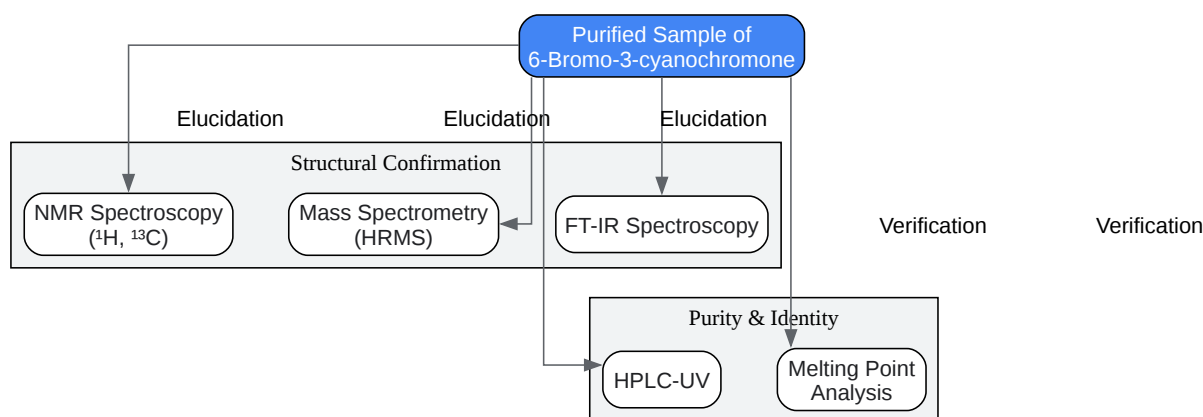 Purified Sample of
6-Bromo-3-cyanochromone
Elucidation
Elucidation
Elucidation
Structural Confirmation
NMR Spectroscopy
(¹H, ¹³C)
Mass Spectrometry
(HRMS)
FT-IR Spectroscopy
Verification
Verification
Purity & Identity
HPLC-UV
Melting Point
Analysis